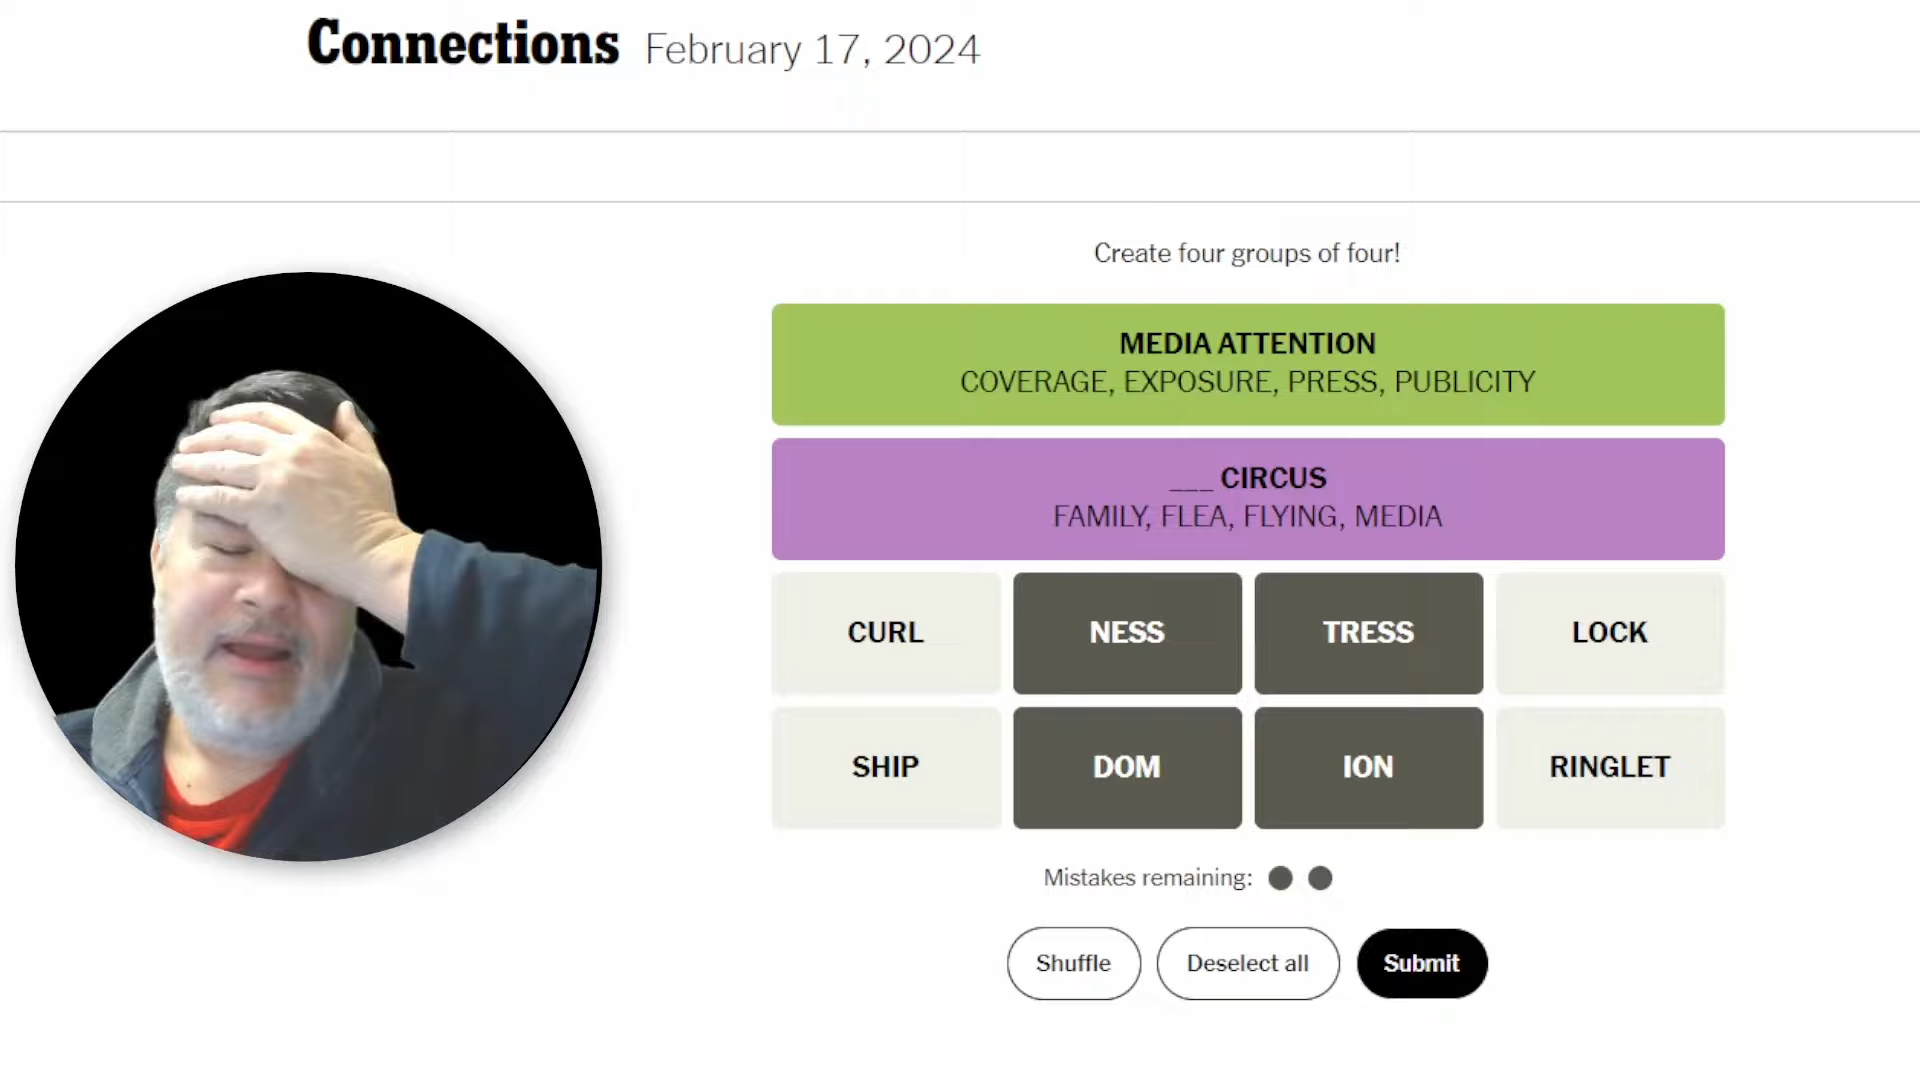 Connections February 17, 2024
Create four groups of four!
MEDIA ATTENTION
COVERAGE, EXPOSURE, PRESS, PUBLICITY
___ CIRCUS
FAMILY, FLEA, FLYING, MEDIA
CURL NESS TRESS LOCK
SHIP DOM ION RINGLET
Mistakes remaining:
Shuffle Deselect all Submit